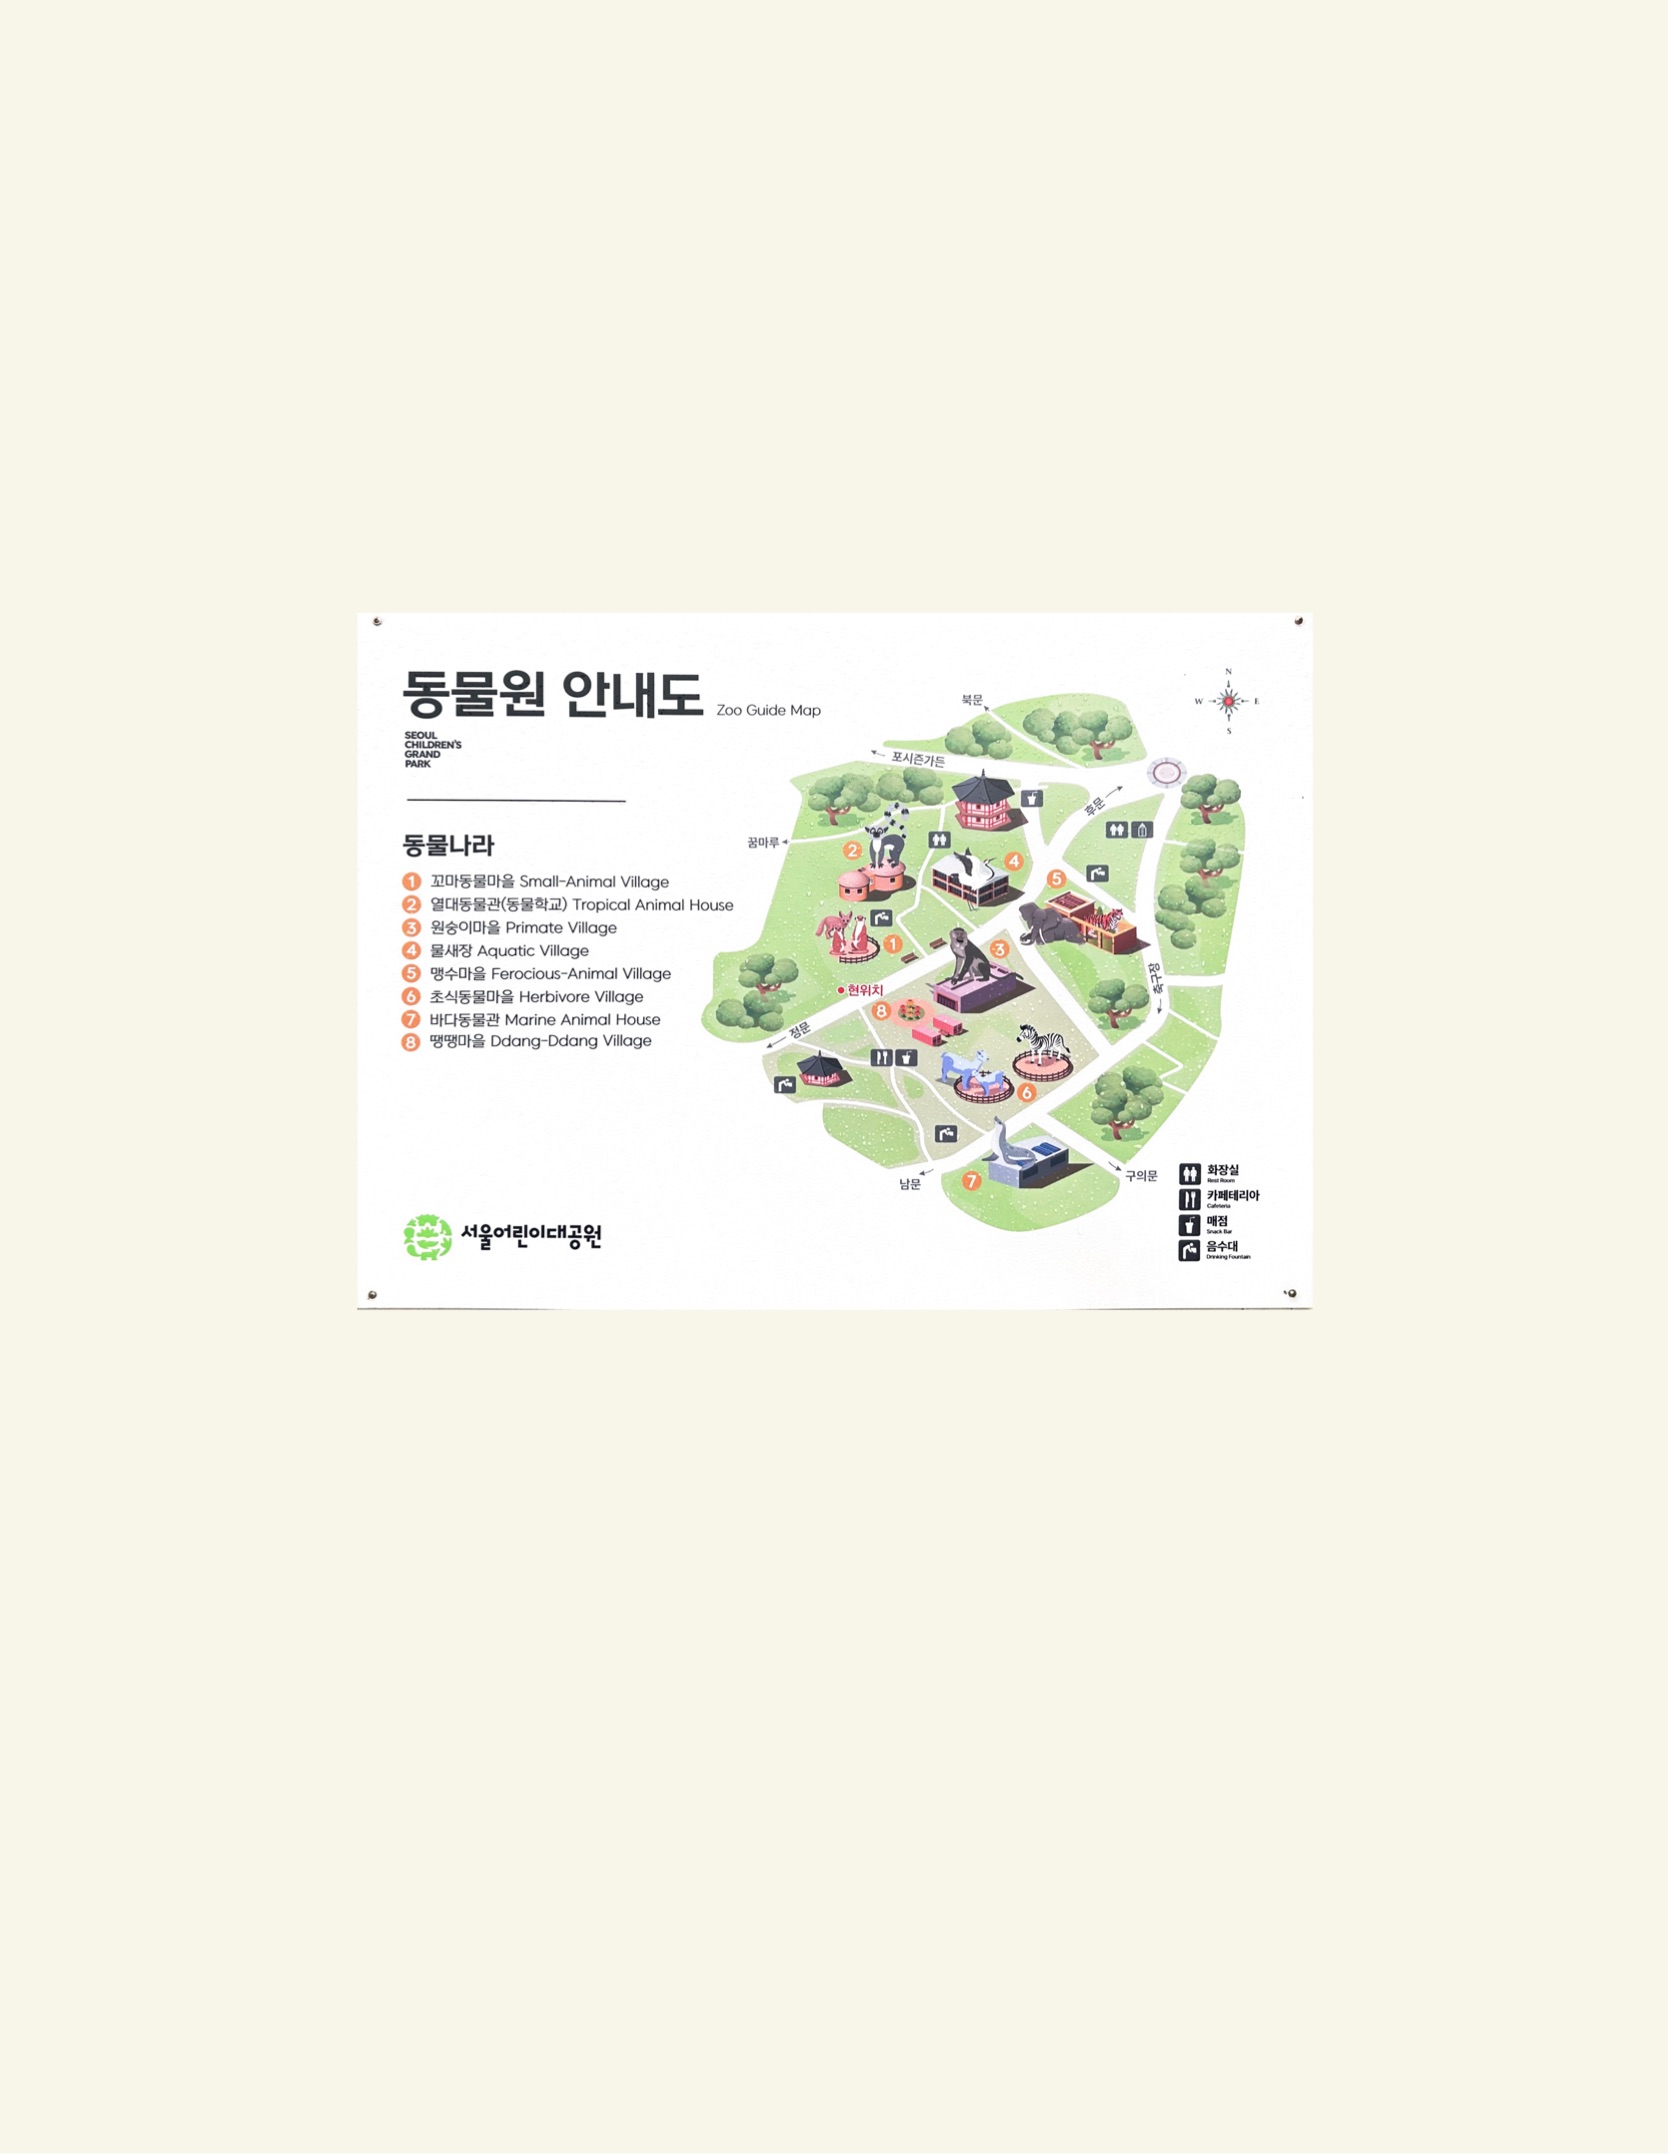 동물원 안내도 Zoo Guide Map
SEOUL
CHILDREN'S
GRAND
PARK
동물나라
1 꼬마동물마을 Small-Animal Village
2 열대동물관(동물학교) Tropical Animal House
3 원숭이마을 Primate Village
4 물새장 Aquatic Village
5 맹수마을 Ferocious-Animal Village
6 초식동물마을 Herbivore Village
7 바다동물관 Marine Animal House
8 땡땡마을 Ddang-Ddang Village
서울어린이대공원
N
W E
S
북문
포시즌가든
후문
꿈마루
2
4
5
1
3
축구장
현위치
8
정문
6
7
남문
구의문
화장실
Rest Room
카페테리아
Cafeteria
매점
Snack Bar
음수대
Drinking Fountain